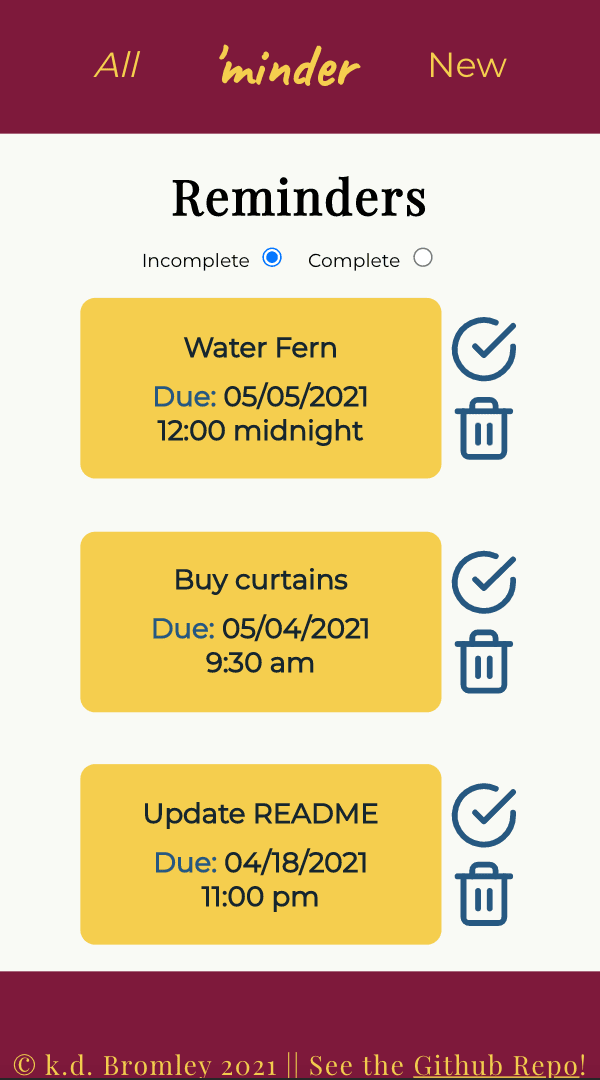 All 'minder New
Reminders
Incomplete Complete
Water Fern
Due: 05/05/2021
12:00 midnight
Buy curtains
Due: 05/04/2021
9:30 am
Update README
Due: 04/18/2021
11:00 pm
© k.d. Bromley 2021 || See the Github Repo!